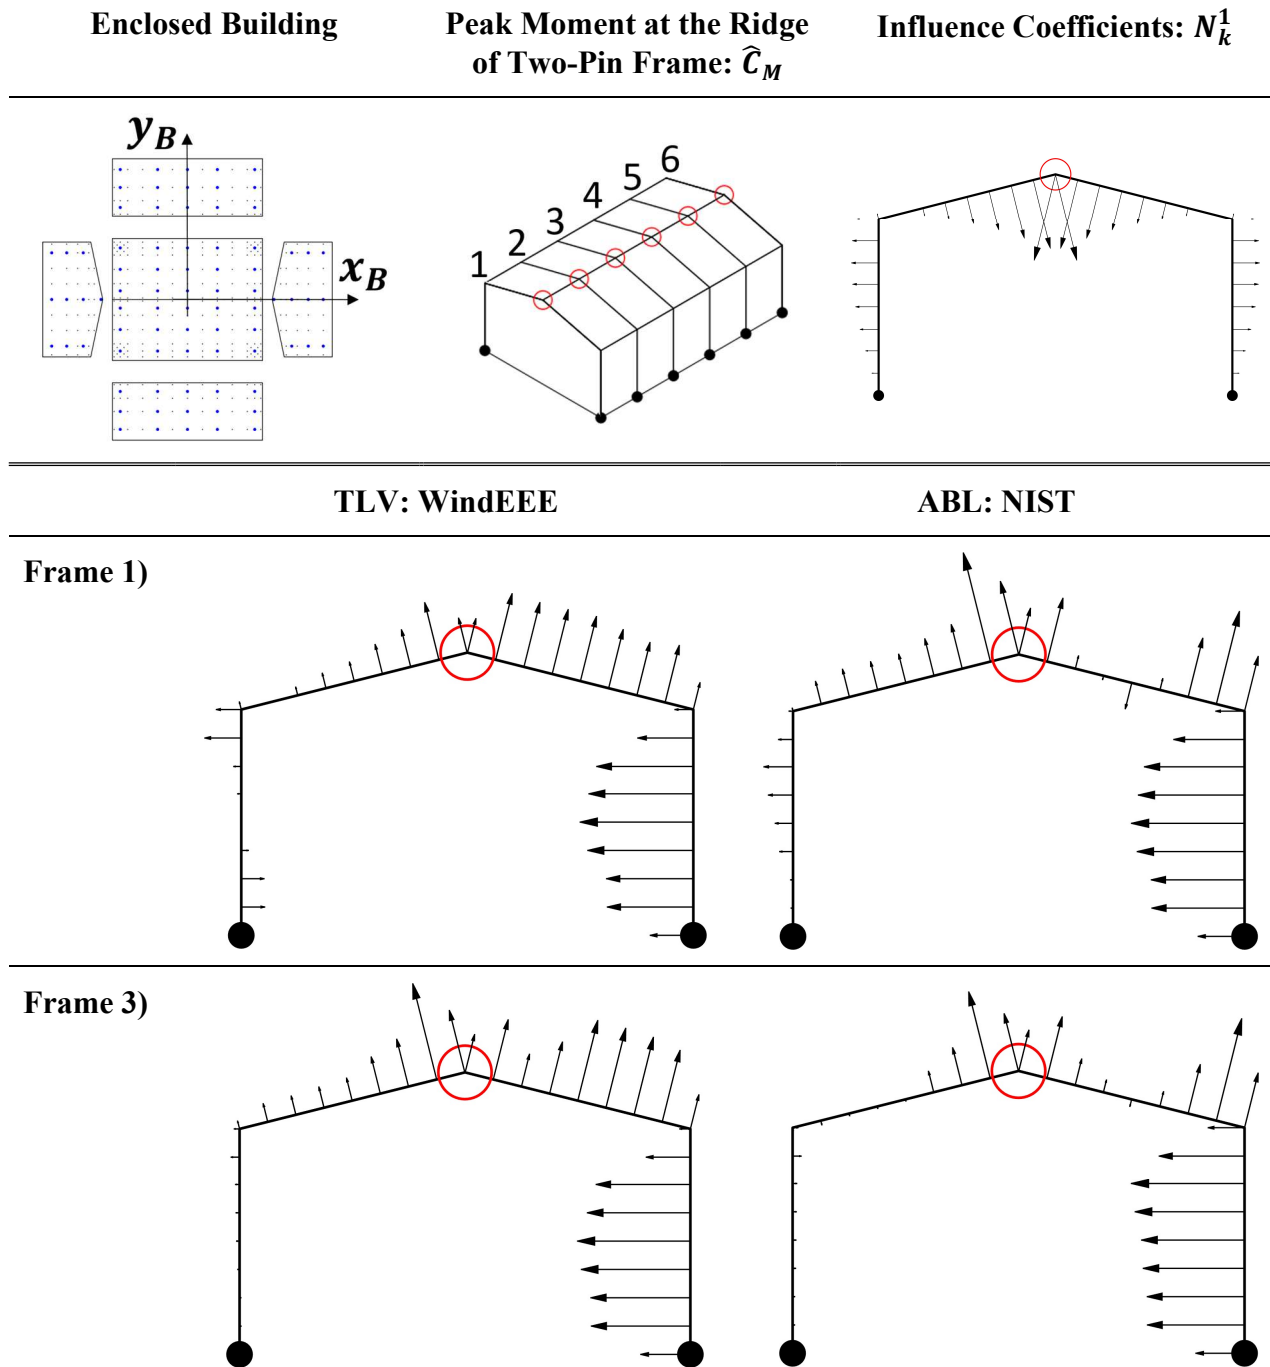 Enclosed Building
Peak Moment at the Ridge
of Two-Pin Frame: Ĉ_M
Influence Coefficients: N_k^1
y_B
x_B
1
2
3
4
5
6
TLV: WindEEE
ABL: NIST
Frame 1)
Frame 3)